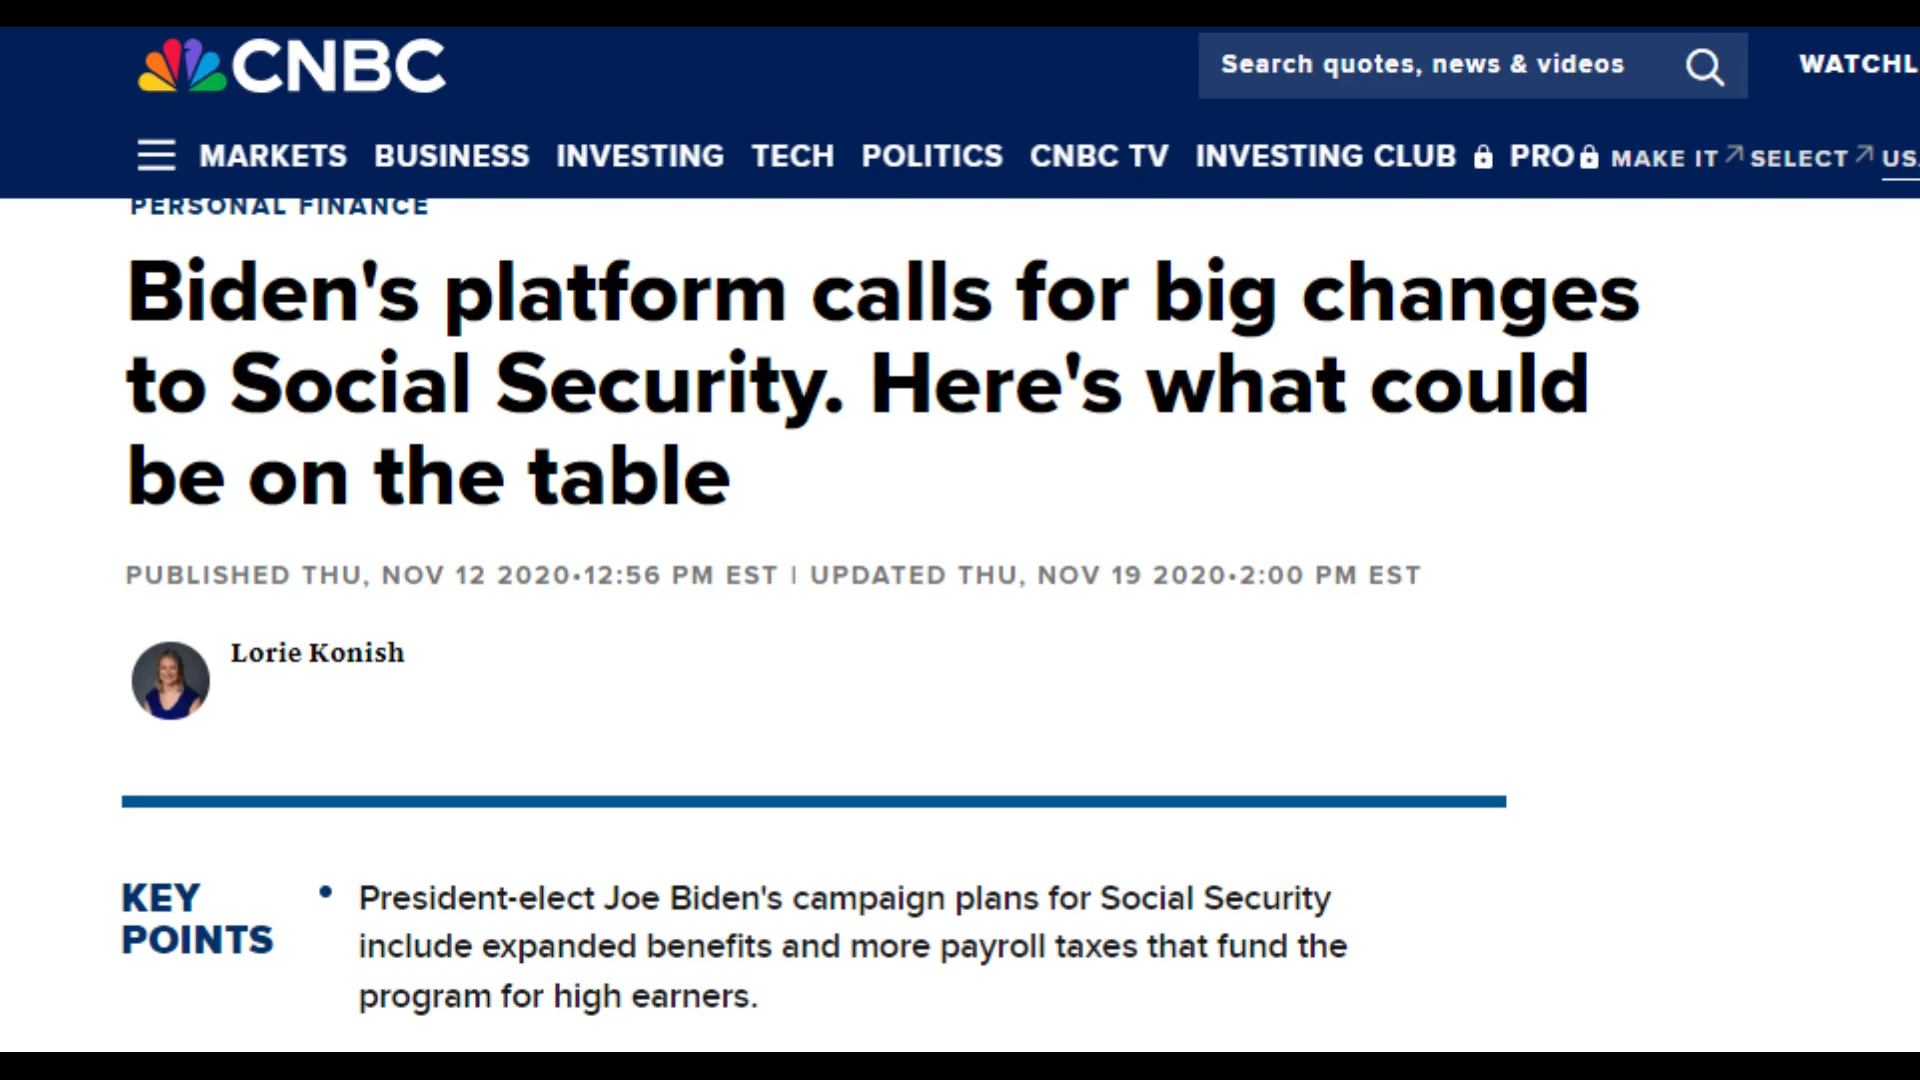 CNBC
Search quotes, news & videos
WATCHL
MARKETS BUSINESS INVESTING TECH POLITICS CNBC TV INVESTING CLUB PRO MAKE IT SELECT US
PERSONAL FINANCE
Biden's platform calls for big changes
to Social Security. Here's what could
be on the table
PUBLISHED THU, NOV 12 2020•12:56 PM EST | UPDATED THU, NOV 19 2020•2:00 PM EST
Lorie Konish
KEY
POINTS
• President-elect Joe Biden's campaign plans for Social Security
include expanded benefits and more payroll taxes that fund the
program for high earners.